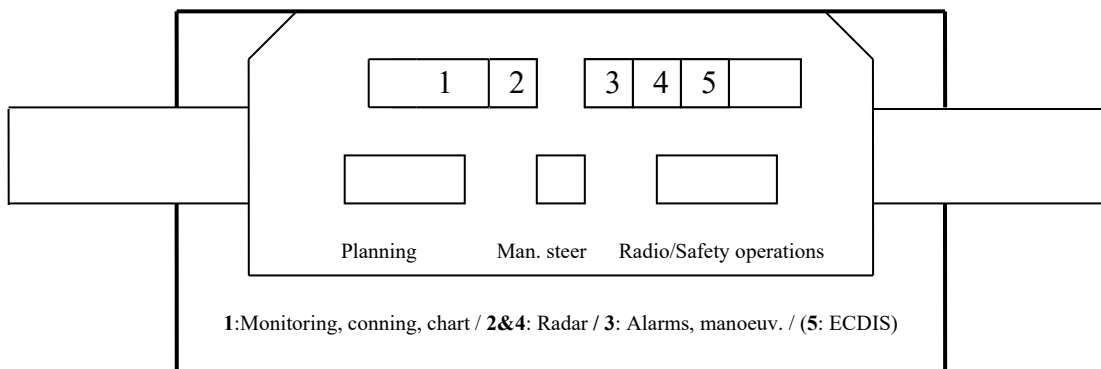 1 2 3 4 5
Planning Man. steer Radio/Safety operations
1:Monitoring, conning, chart / 2&4: Radar / 3: Alarms, manoeuv. / (5: ECDIS)